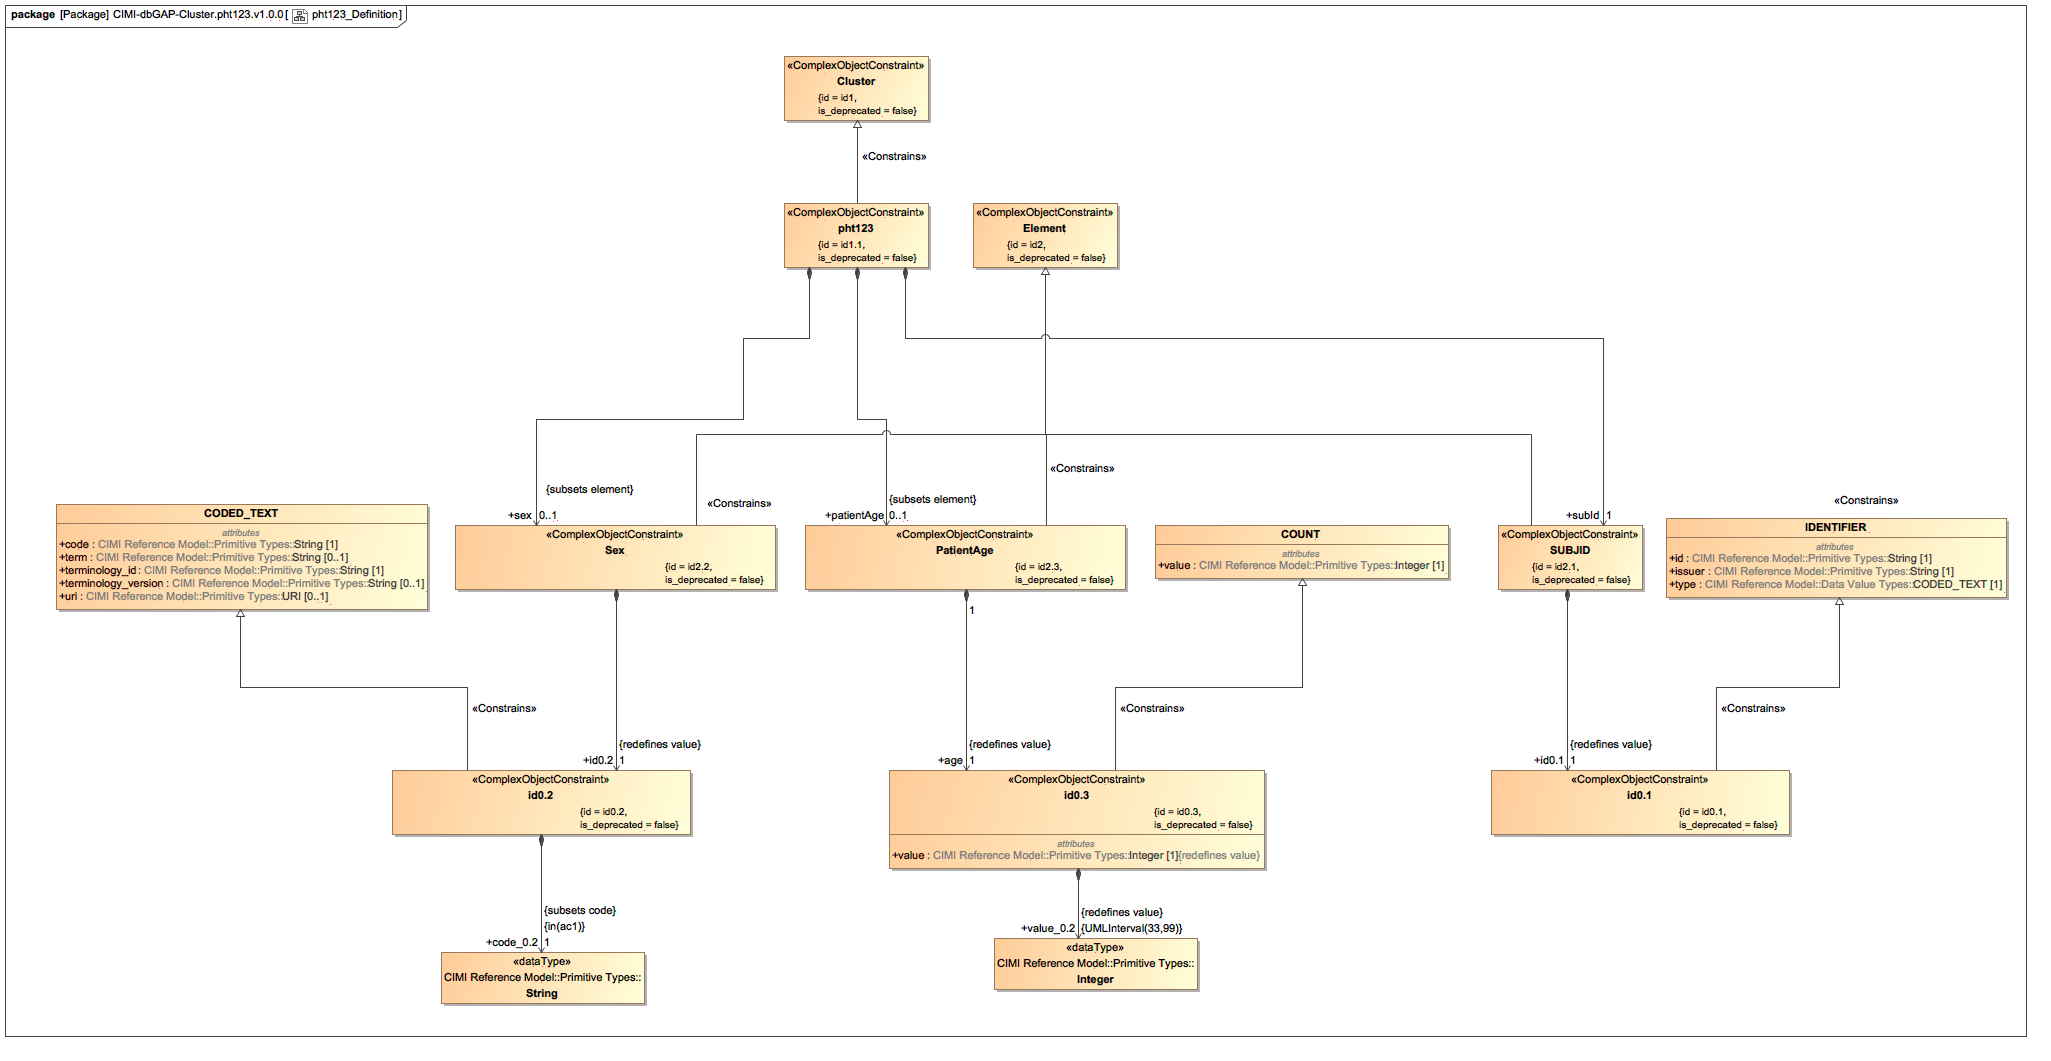 package [Package] CIMI-dbGAP-Cluster.pht123.v1.0.0[ pht123_Definition]
«ComplexObjectConstraint»
Cluster
{id = id1,
is_deprecated = false}
«Constrains»
«ComplexObjectConstraint»
pht123
{id = id1.1,
is_deprecated = false}
«ComplexObjectConstraint»
Element
{id = id2,
is_deprecated = false}
«Constrains»
{subsets element}
«Constrains»
{subsets element}
«Constrains»
+sex 0..1
+patientAge 0..1
+subId 1
CODED_TEXT
attributes
+code : CIMI Reference Model::Primitive Types::String [1]
+term : CIMI Reference Model::Primitive Types::String [0..1]
+terminology_id : CIMI Reference Model::Primitive Types::String [1]
+terminology_version : CIMI Reference Model::Primitive Types::String [0..1]
+uri : CIMI Reference Model::Primitive Types::URI [0..1]
«ComplexObjectConstraint»
Sex
{id = id2.2,
is_deprecated = false}
«ComplexObjectConstraint»
PatientAge
{id = id2.3,
is_deprecated = false}
COUNT
attributes
+value : CIMI Reference Model::Primitive Types::Integer [1]
«ComplexObjectConstraint»
SUBJID
{id = id2.1,
is_deprecated = false}
IDENTIFIER
attributes
+id : CIMI Reference Model::Primitive Types::String [1]
+issuer : CIMI Reference Model::Primitive Types::String [1]
+type : CIMI Reference Model::Data Value Types::CODED_TEXT [1]
1
«Constrains»
«Constrains»
«Constrains»
{redefines value}
+id0.2 1
{redefines value}
+age 1
{redefines value}
+id0.1 1
«ComplexObjectConstraint»
id0.2
{id = id0.2,
is_deprecated = false}
«ComplexObjectConstraint»
id0.3
{id = id0.3,
is_deprecated = false}
attributes
+value : CIMI Reference Model::Primitive Types::Integer [1]{redefines value}
«ComplexObjectConstraint»
id0.1
{id = id0.1,
is_deprecated = false}
{subsets code}
{in(ac1)}
+code_0.2 1
«dataType»
CIMI Reference Model::Primitive Types::
String
{redefines value}
+value_0.2 {UMLInterval(33,99)}
«dataType»
CIMI Reference Model::Primitive Types::
Integer